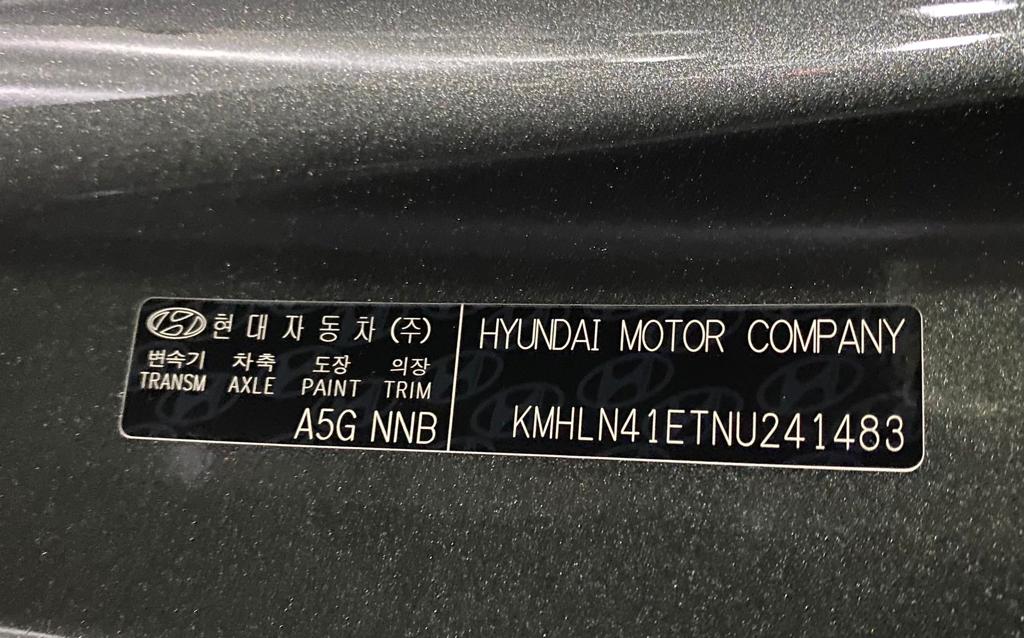 현대자동차(주)
변속기 차축 도장 의장
TRANSM AXLE PAINT TRIM
A5G NNB
HYUNDAI MOTOR COMPANY
KMHLN41ETNU241483